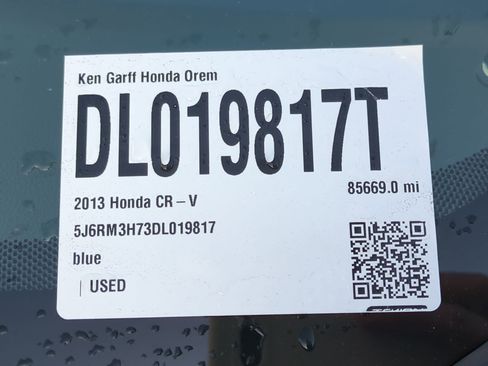 Ken Garff Honda Orem
DL019817T
85669.0 mi
2013 Honda CR – V
5J6RM3H73DL019817
blue
| USED